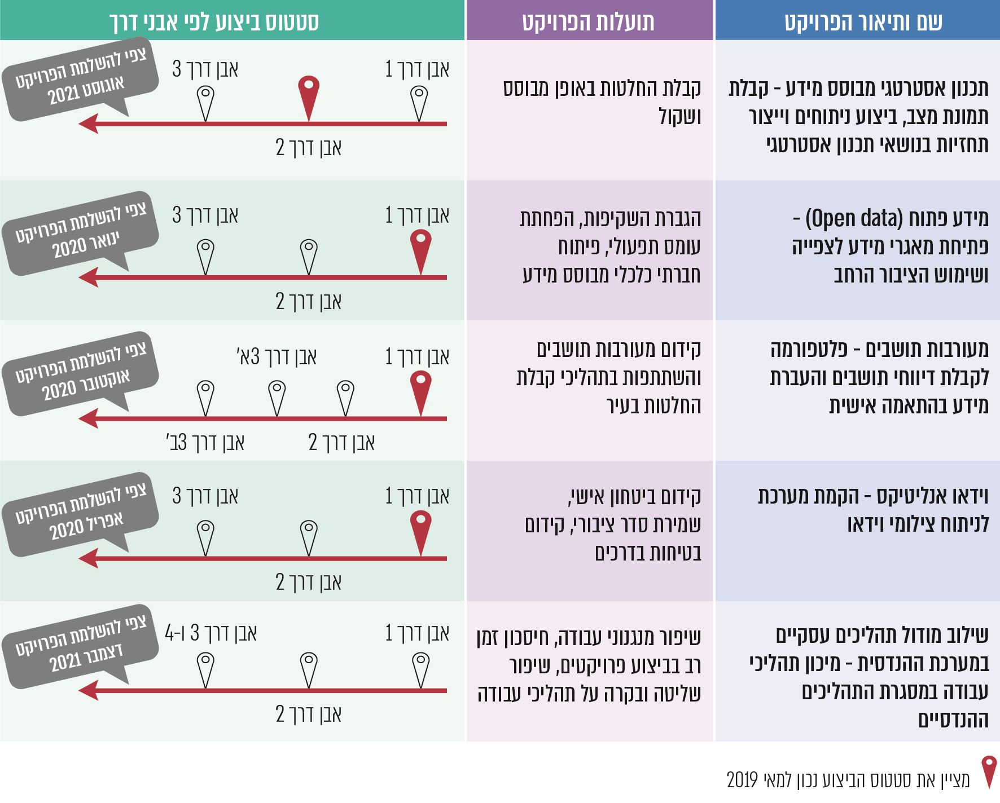 שם ותיאור הפרויקט
תועלות הפרויקט
סטטוס ביצוע לפי אבני דרך
תכנון אסטרטגי מבוסס מידע - קבלת
תמונת מצב, ביצוע ניתוחים וייצור
תחזיות בנושאי תכנון אסטרטגי
קבלת החלטות באופן מבוסס
ושקול
אבן דרך 1
אבן דרך 3
אבן דרך 2
צפי להשלמת הפרויקט
אוגוסט 2021
מידע פתוח (Open data) -
פתיחת מאגרי מידע לצפייה
ושימוש הציבור הרחב
הגברת השקיפות, הפחתת
עומס תפעולי, פיתוח
חברתי כלכלי מבוסס מידע
אבן דרך 1
אבן דרך 3
אבן דרך 2
צפי להשלמת הפרויקט
ינואר 2020
מעורבות תושבים - פלטפורמה
לקבלת דיווחי תושבים והעברת
מידע בהתאמה אישית
קידום מעורבות תושבים
והשתתפות בתהליכי קבלת
החלטות בעיר
אבן דרך 1
אבן דרך 3א'
אבן דרך 2
אבן דרך 3ב'
צפי להשלמת הפרויקט
אוקטובר 2020
וידאו אנליטיקס - הקמת מערכת
לניתוח צילומי וידאו
קידום ביטחון אישי,
שמירת סדר ציבורי, קידום
בטיחות בדרכים
אבן דרך 1
אבן דרך 3
אבן דרך 2
צפי להשלמת הפרויקט
אפריל 2020
שילוב מודול תהליכים עסקיים
במערכת ההנדסית - מיכון תהליכי
עבודה במסגרת התהליכים
ההנדסיים
שיפור מנגנוני עבודה, חיסכון זמן
רב בביצוע פרויקטים, שיפור
שליטה ובקרה על תהליכי עבודה
אבן דרך 1
אבן דרך 3 ו-4
אבן דרך 2
צפי להשלמת הפרויקט
דצמבר 2021
מציין את סטטוס הביצוע נכון למאי 2019